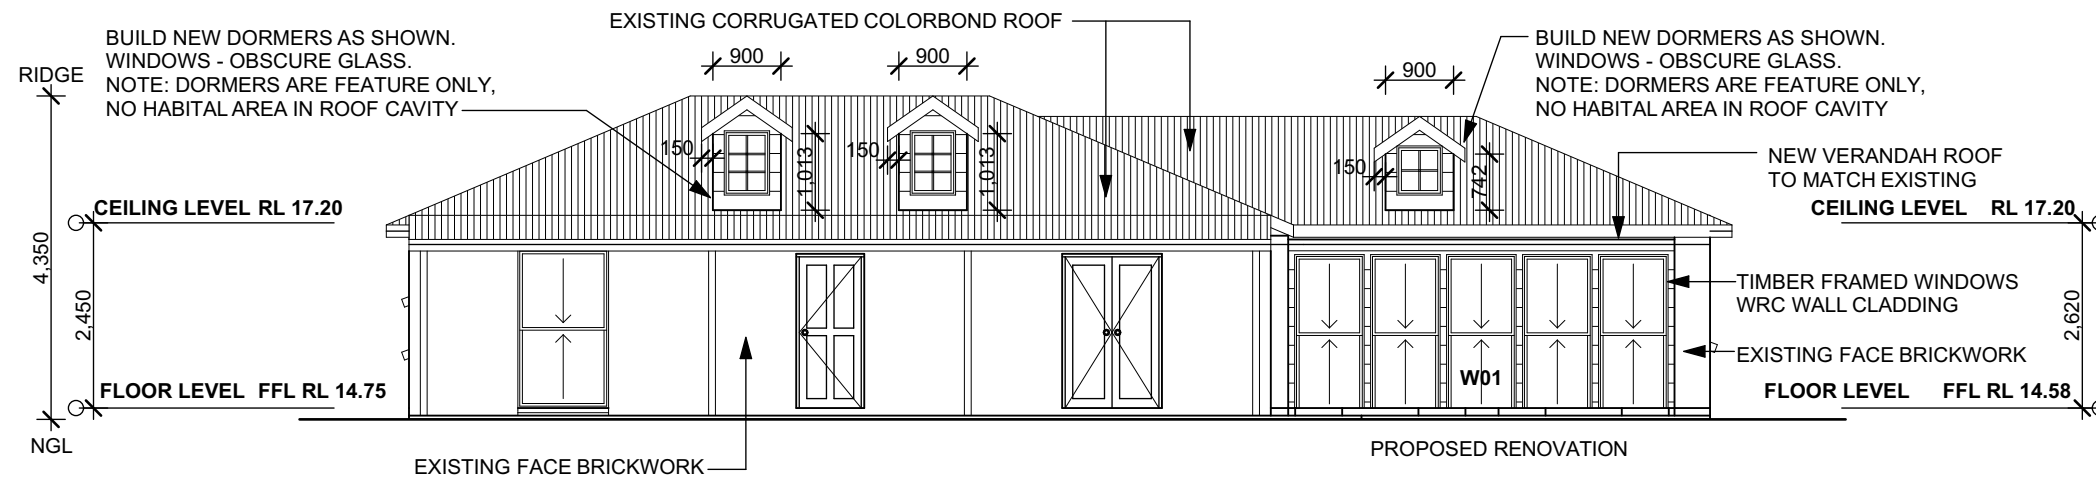 EXISTING CORRUGATED COLORBOND ROOF
BUILD NEW DORMERS AS SHOWN.
WINDOWS - OBSCURE GLASS.
NOTE: DORMERS ARE FEATURE ONLY,
NO HABITAL AREA IN ROOF CAVITY
RIDGE
900
900
900
BUILD NEW DORMERS AS SHOWN.
WINDOWS - OBSCURE GLASS.
NOTE: DORMERS ARE FEATURE ONLY,
NO HABITAL AREA IN ROOF CAVITY
150
1,013
150
1,013
150
742
NEW VERANDAH ROOF
TO MATCH EXISTING
CEILING LEVEL RL 17.20
CEILING LEVEL RL 17.20
4,350
2,450
TIMBER FRAMED WINDOWS
WRC WALL CLADDING
2,620
EXISTING FACE BRICKWORK
W01
FLOOR LEVEL FFL RL 14.75
FLOOR LEVEL FFL RL 14.58
NGL
EXISTING FACE BRICKWORK
PROPOSED RENOVATION